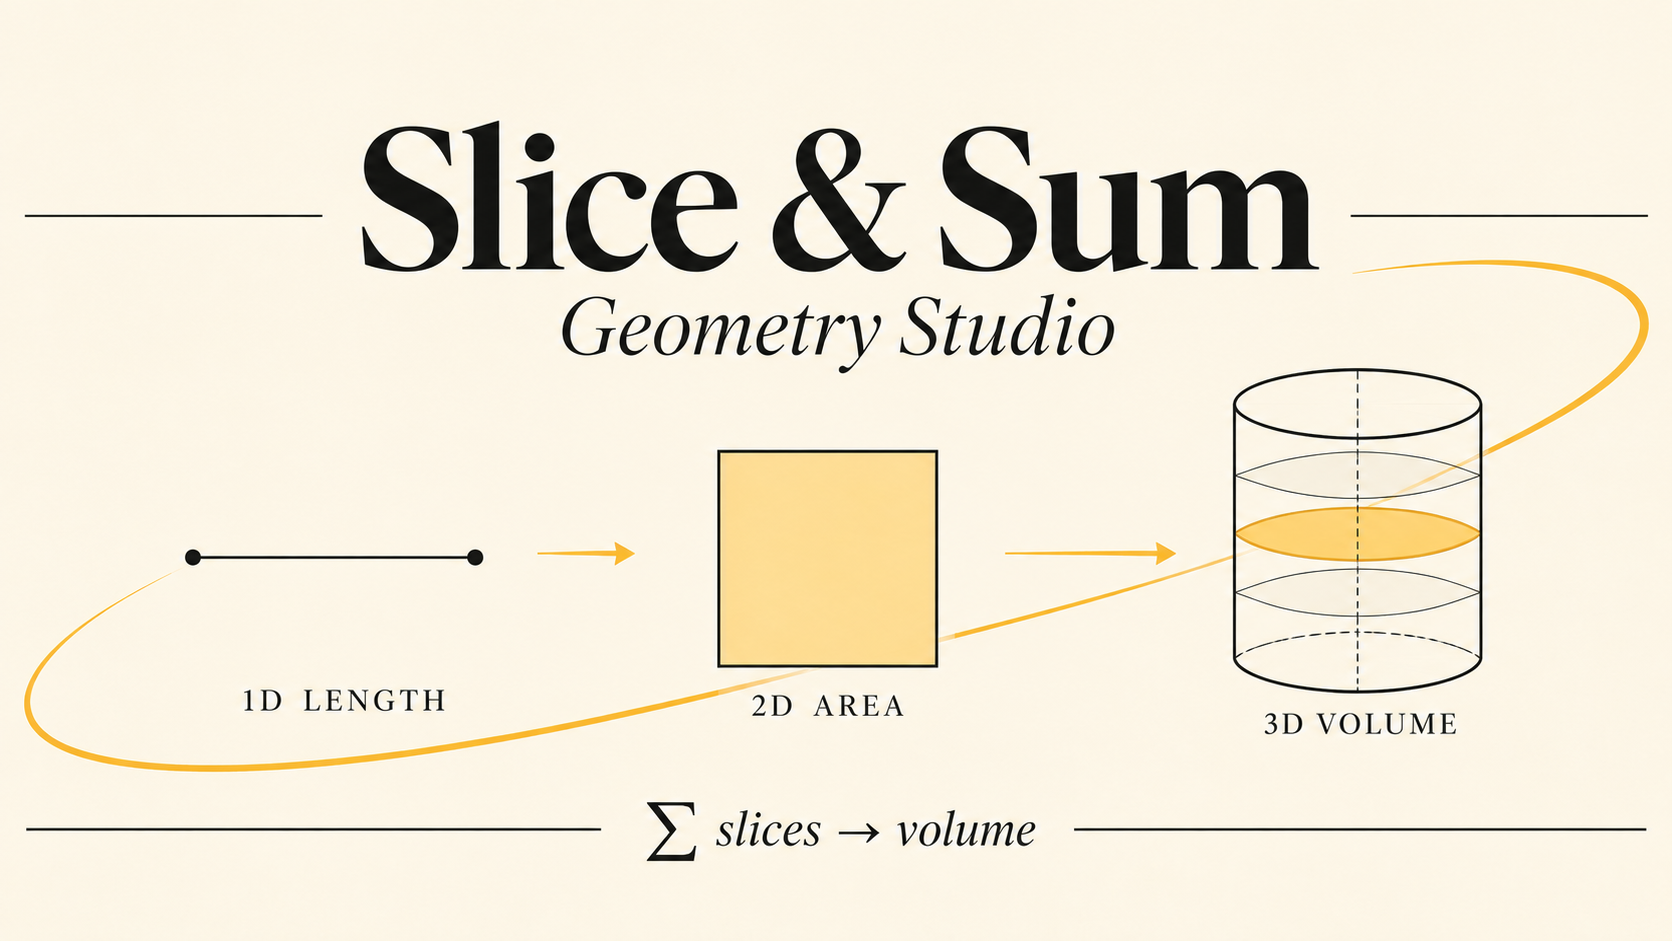 Slice & Sum
Geometry Studio
1D LENGTH
2D AREA
3D VOLUME
∑ slices → volume